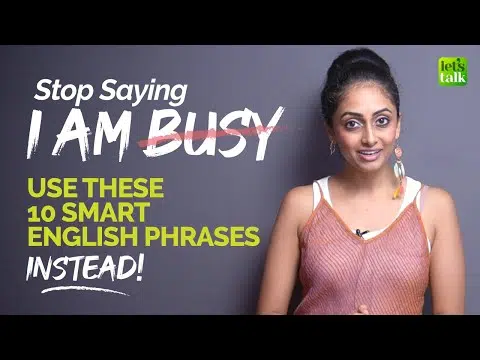 Stop Saying
I AM BUSY
USE THESE
10 SMART
ENGLISH PHRASES
INSTEAD!
let's
talk